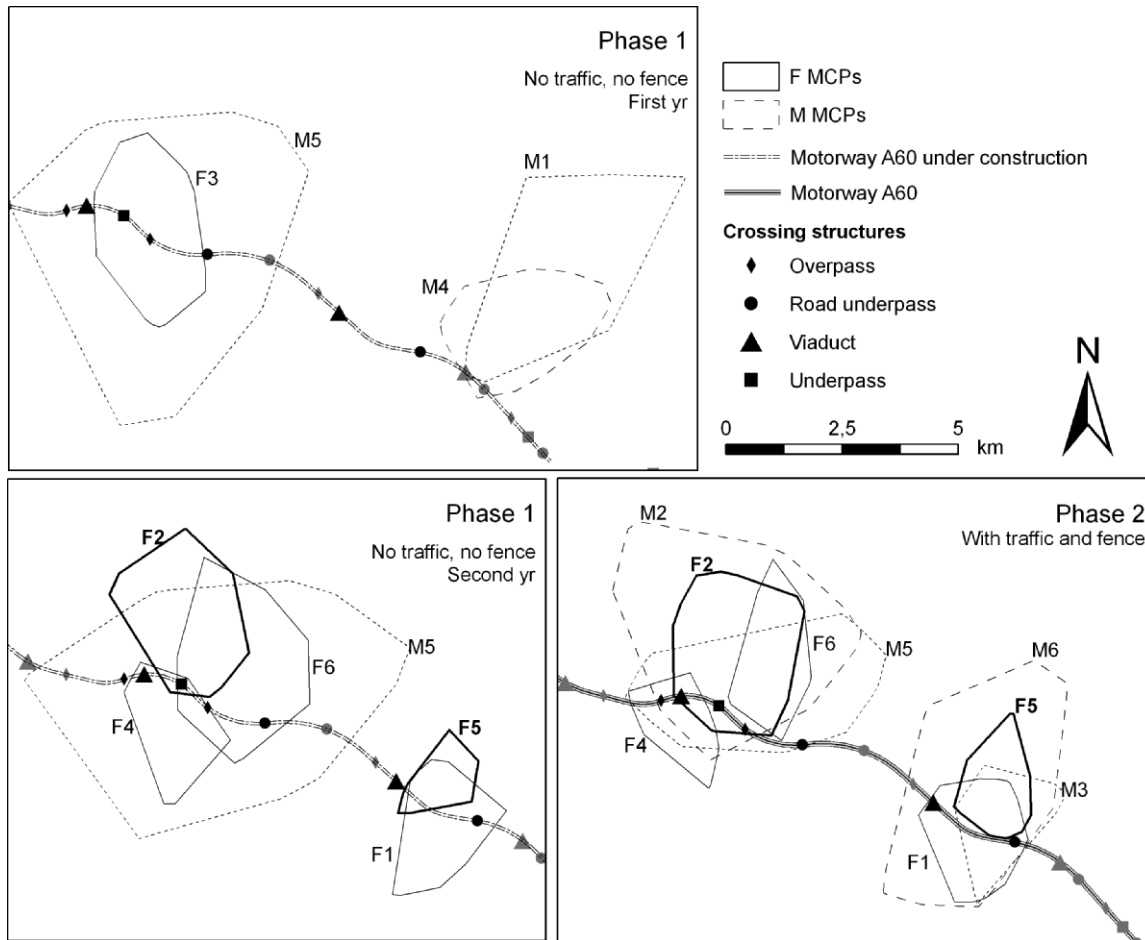 Phase 1
No traffic, no fence
First yr
M5
F3
M1
M4
F MCPs
M MCPs
Motorway A60 under construction
Motorway A60
Crossing structures
Overpass
Road underpass
Viaduct
Underpass
N
0 2,5 5
km
Phase 1
No traffic, no fence
Second yr
F2
M5
F6
F4
F5
F1
Phase 2
With traffic and fence
M2
F2
F6
M5
M6
F4
F5
M3
F1